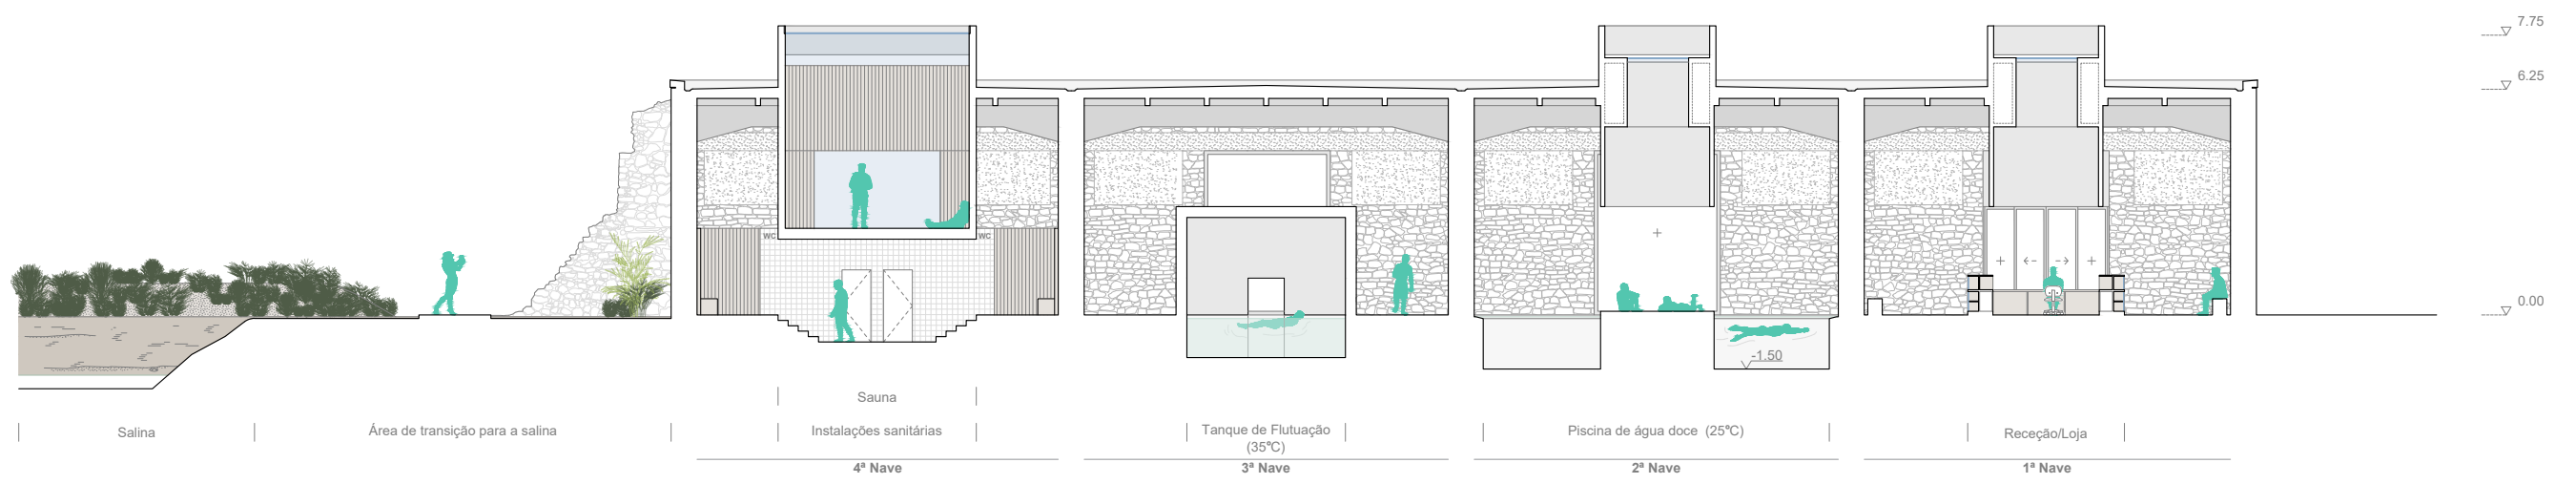 7.75
6.25
WC
WC
0.00
-1.50
Sauna
Salina
Área de transição para a salina
Instalações sanitárias
Tanque de Flutuação
(35ºC)
Piscina de água doce (25ºC)
Receção/Loja
4ª Nave
3ª Nave
2ª Nave
1ª Nave